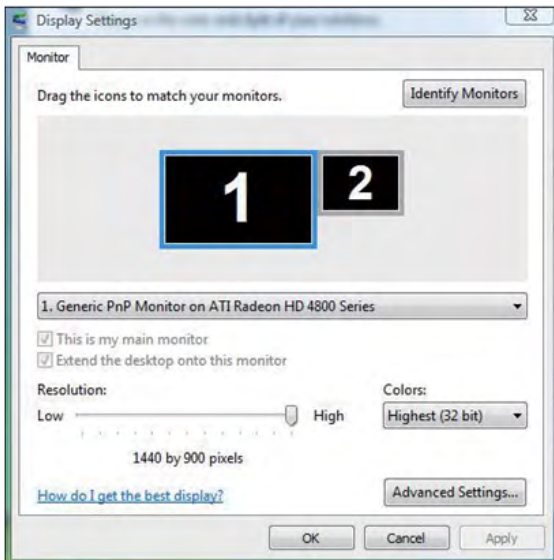 Display Settings
Monitor
Drag the icons to match your monitors.
Identify Monitors
1
2
1. Generic PnP Monitor on ATI Radeon HD 4800 Series
This is my main monitor
Extend the desktop onto this monitor
Resolution:
Colors:
Low
High
Highest (32 bit)
1440 by 900 pixels
How do I get the best display?
Advanced Settings...
OK
Cancel
Apply